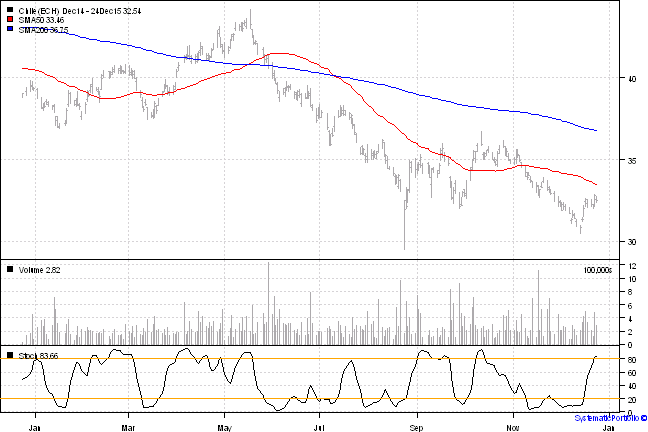 Chile (ECH) Dec14 - 24Dec15 32.54
SMA50 33.46
SMA200 36.75
40
35
30
Volume 2.82
100,000s
12
10
8
6
4
2
0
Stoch 83.66
80
60
40
20
0
Jan Mar May Jul Sep Nov Jan
SystematicPortfolio ©